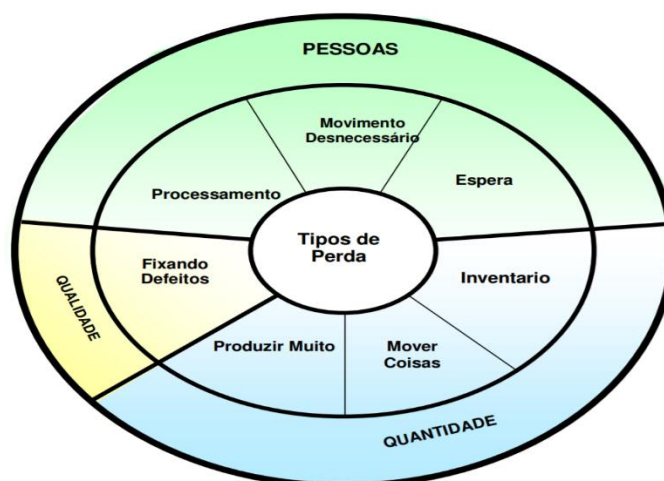 PESSOAS
Movimento
Desnecessário
Processamento
Espera
Tipos de
Perda
Fixando
Defeitos
Inventario
QUALIDADE
Produzir Muito
Mover
Coisas
QUANTIDADE